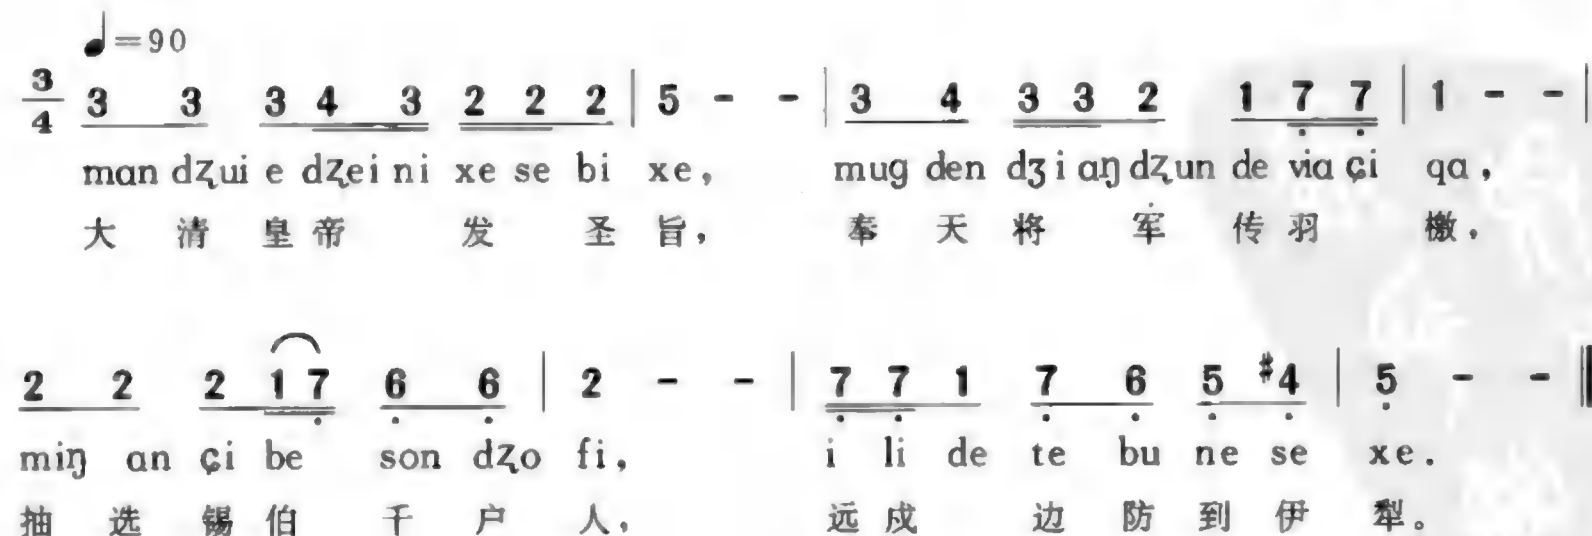 ♩=90
3/4 3 3 3 4 3 2 2 2 | 5 - - | 3 4 3 3 2 1 7̣ 7̣ | 1 - - |
man dʐui e dʐei ni xe se bi xe, mug den dʒi aŋ dʐun de via çi qa,
大 清 皇 帝 发 圣 旨, 奉 天 将 军 传 羽 檄,
2 2 2 1 7̣ 6̣ 6̣ | 2 - - | 7̣ 7̣ 1 7̣ 6̣ 5̣ #4̣ | 5̣ - - ‖
miŋ an çi be son dʐo fi, i li de te bu ne se xe.
抽 选 锡 伯 千 户 人, 远 戍 边 防 到 伊 犁。